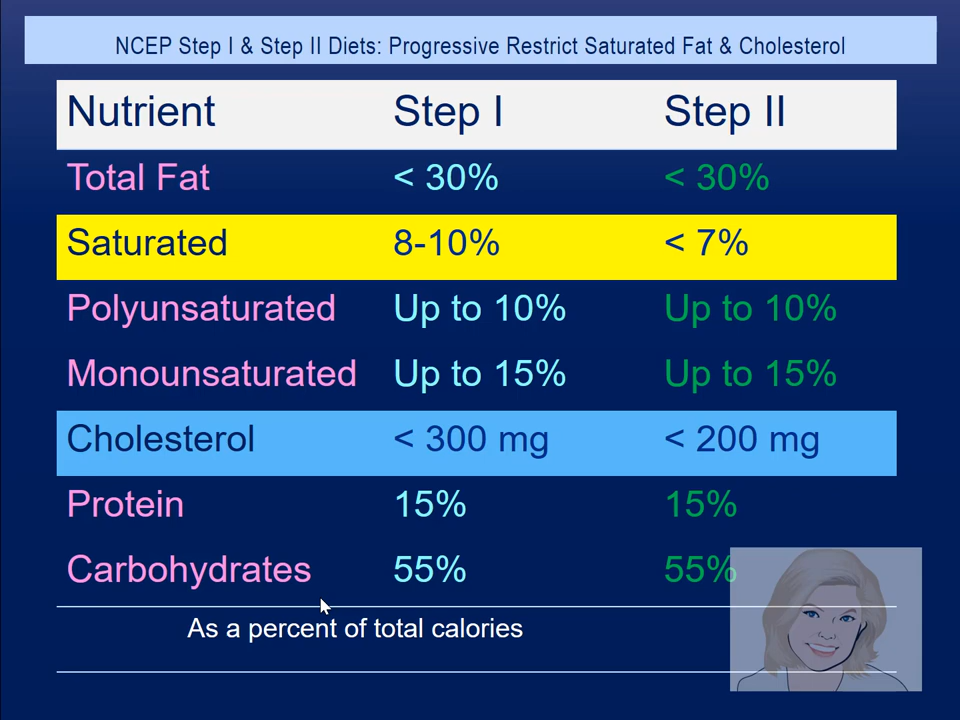 NCEP Step I & Step II Diets: Progressive Restrict Saturated Fat & Cholesterol
Nutrient Step I Step II
Total Fat < 30% < 30%
Saturated 8-10% < 7%
Polyunsaturated Up to 10% Up to 10%
Monounsaturated Up to 15% Up to 15%
Cholesterol < 300 mg < 200 mg
Protein 15% 15%
Carbohydrates 55% 55%
As a percent of total calories